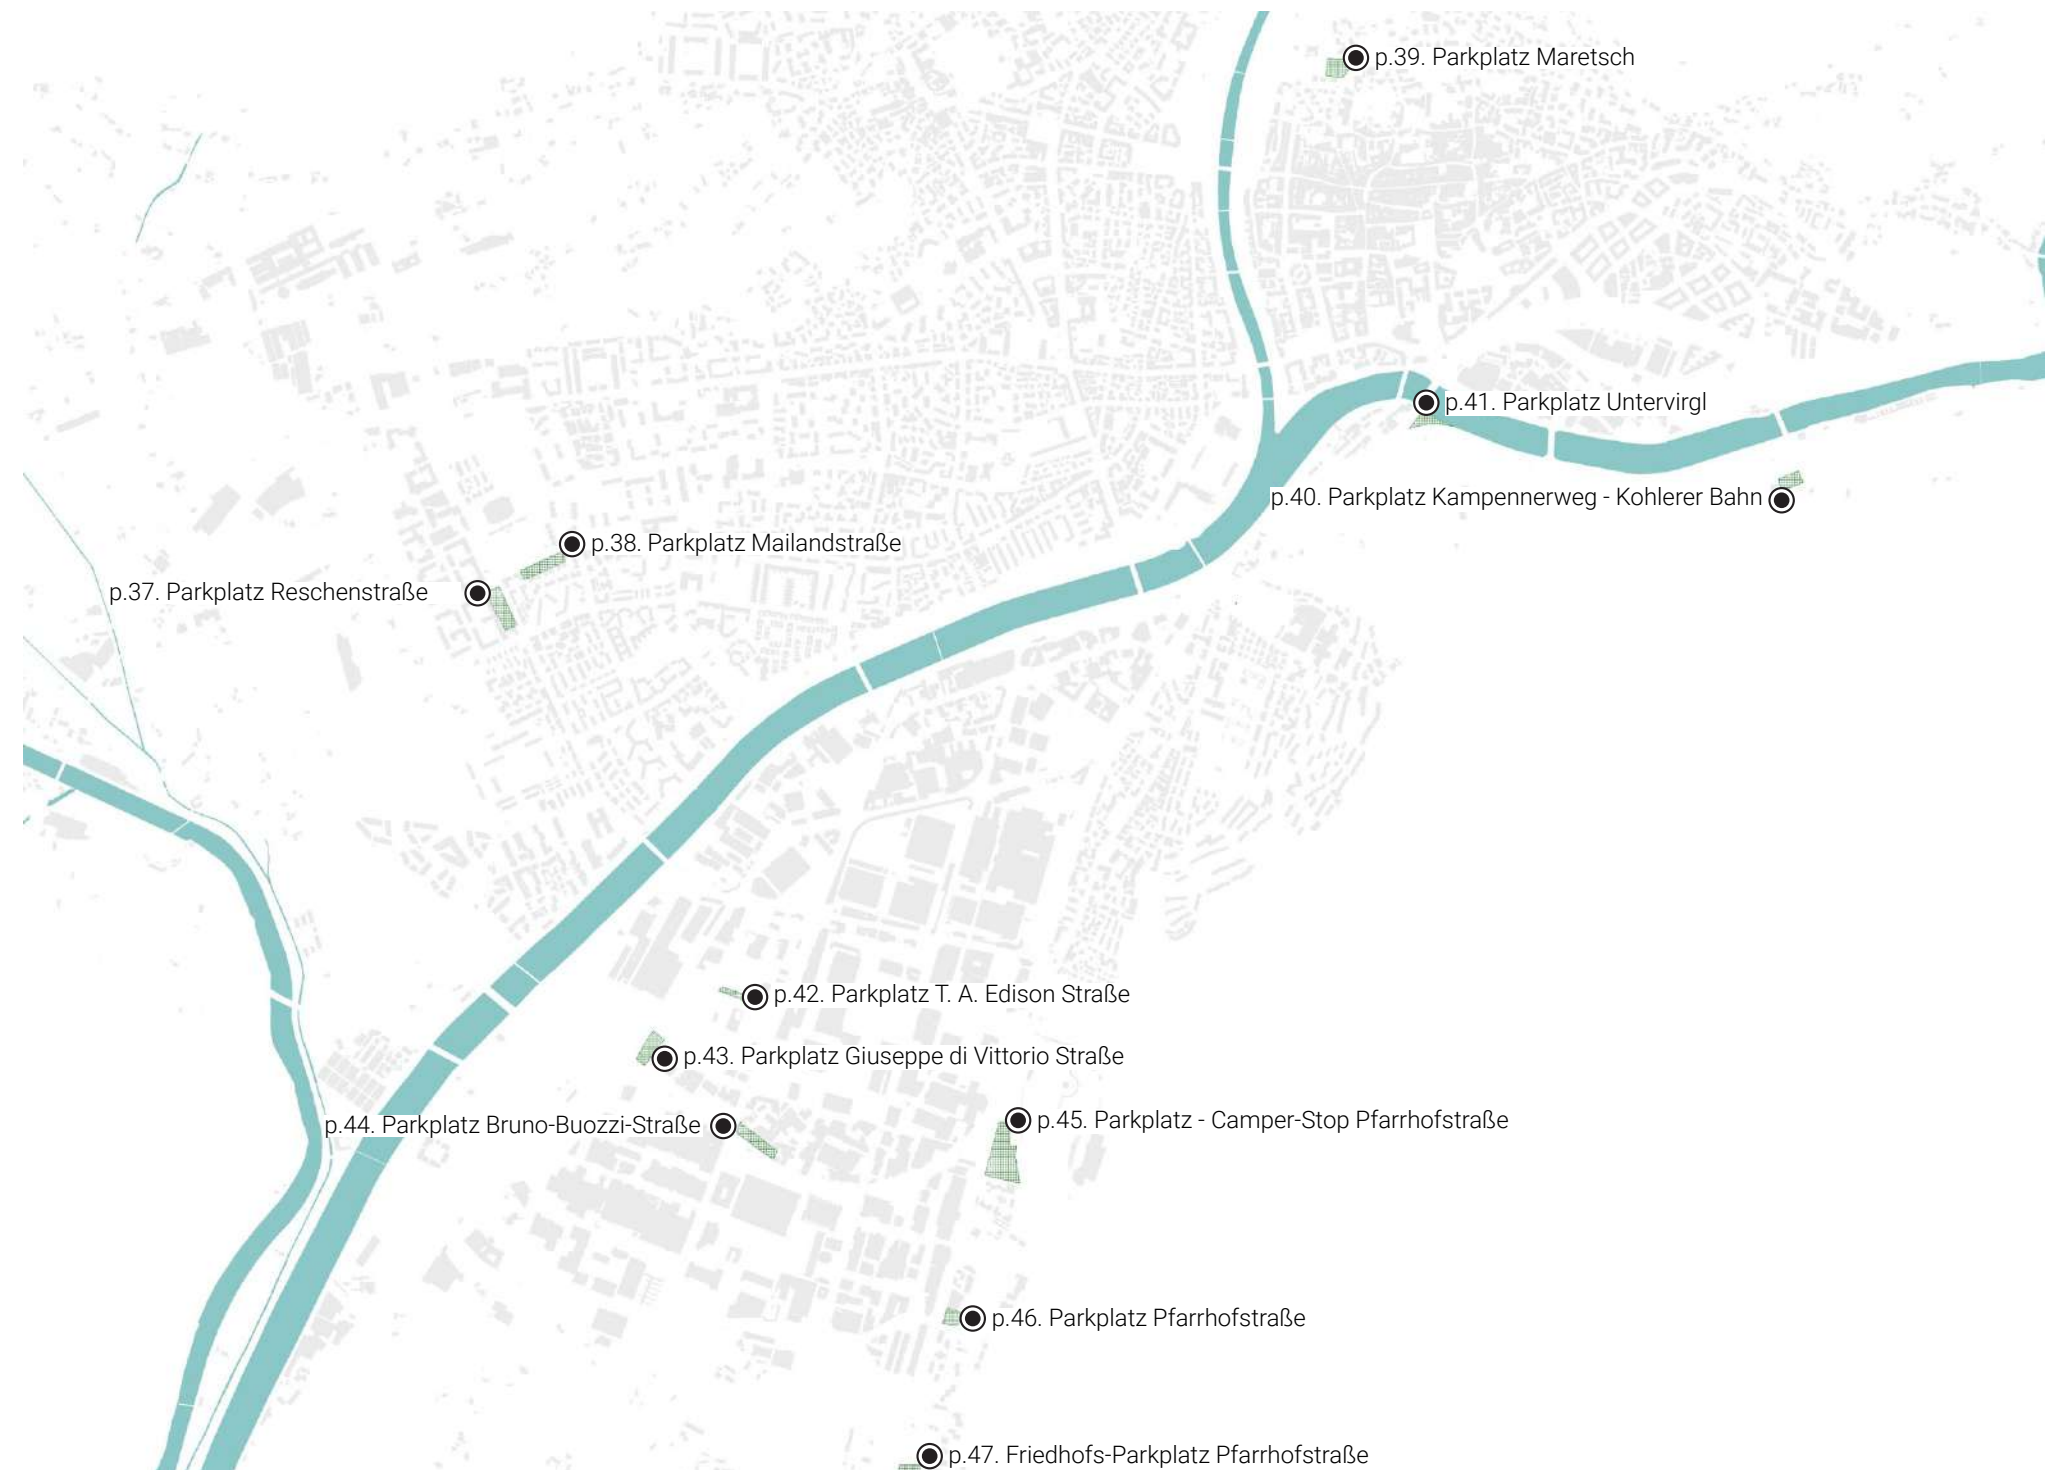 p.39. Parkplatz Maretsch
p.41. Parkplatz Untervirgl
p.40. Parkplatz Kampennerweg - Kohlerer Bahn
p.38. Parkplatz Mailandstraße
p.37. Parkplatz Reschenstraße
p.42. Parkplatz T. A. Edison Straße
p.43. Parkplatz Giuseppe di Vittorio Straße
p.44. Parkplatz Bruno-Buozzi-Straße
p.45. Parkplatz - Camper-Stop Pfarrhofstraße
p.46. Parkplatz Pfarrhofstraße
p.47. Friedhofs-Parkplatz Pfarrhofstraße